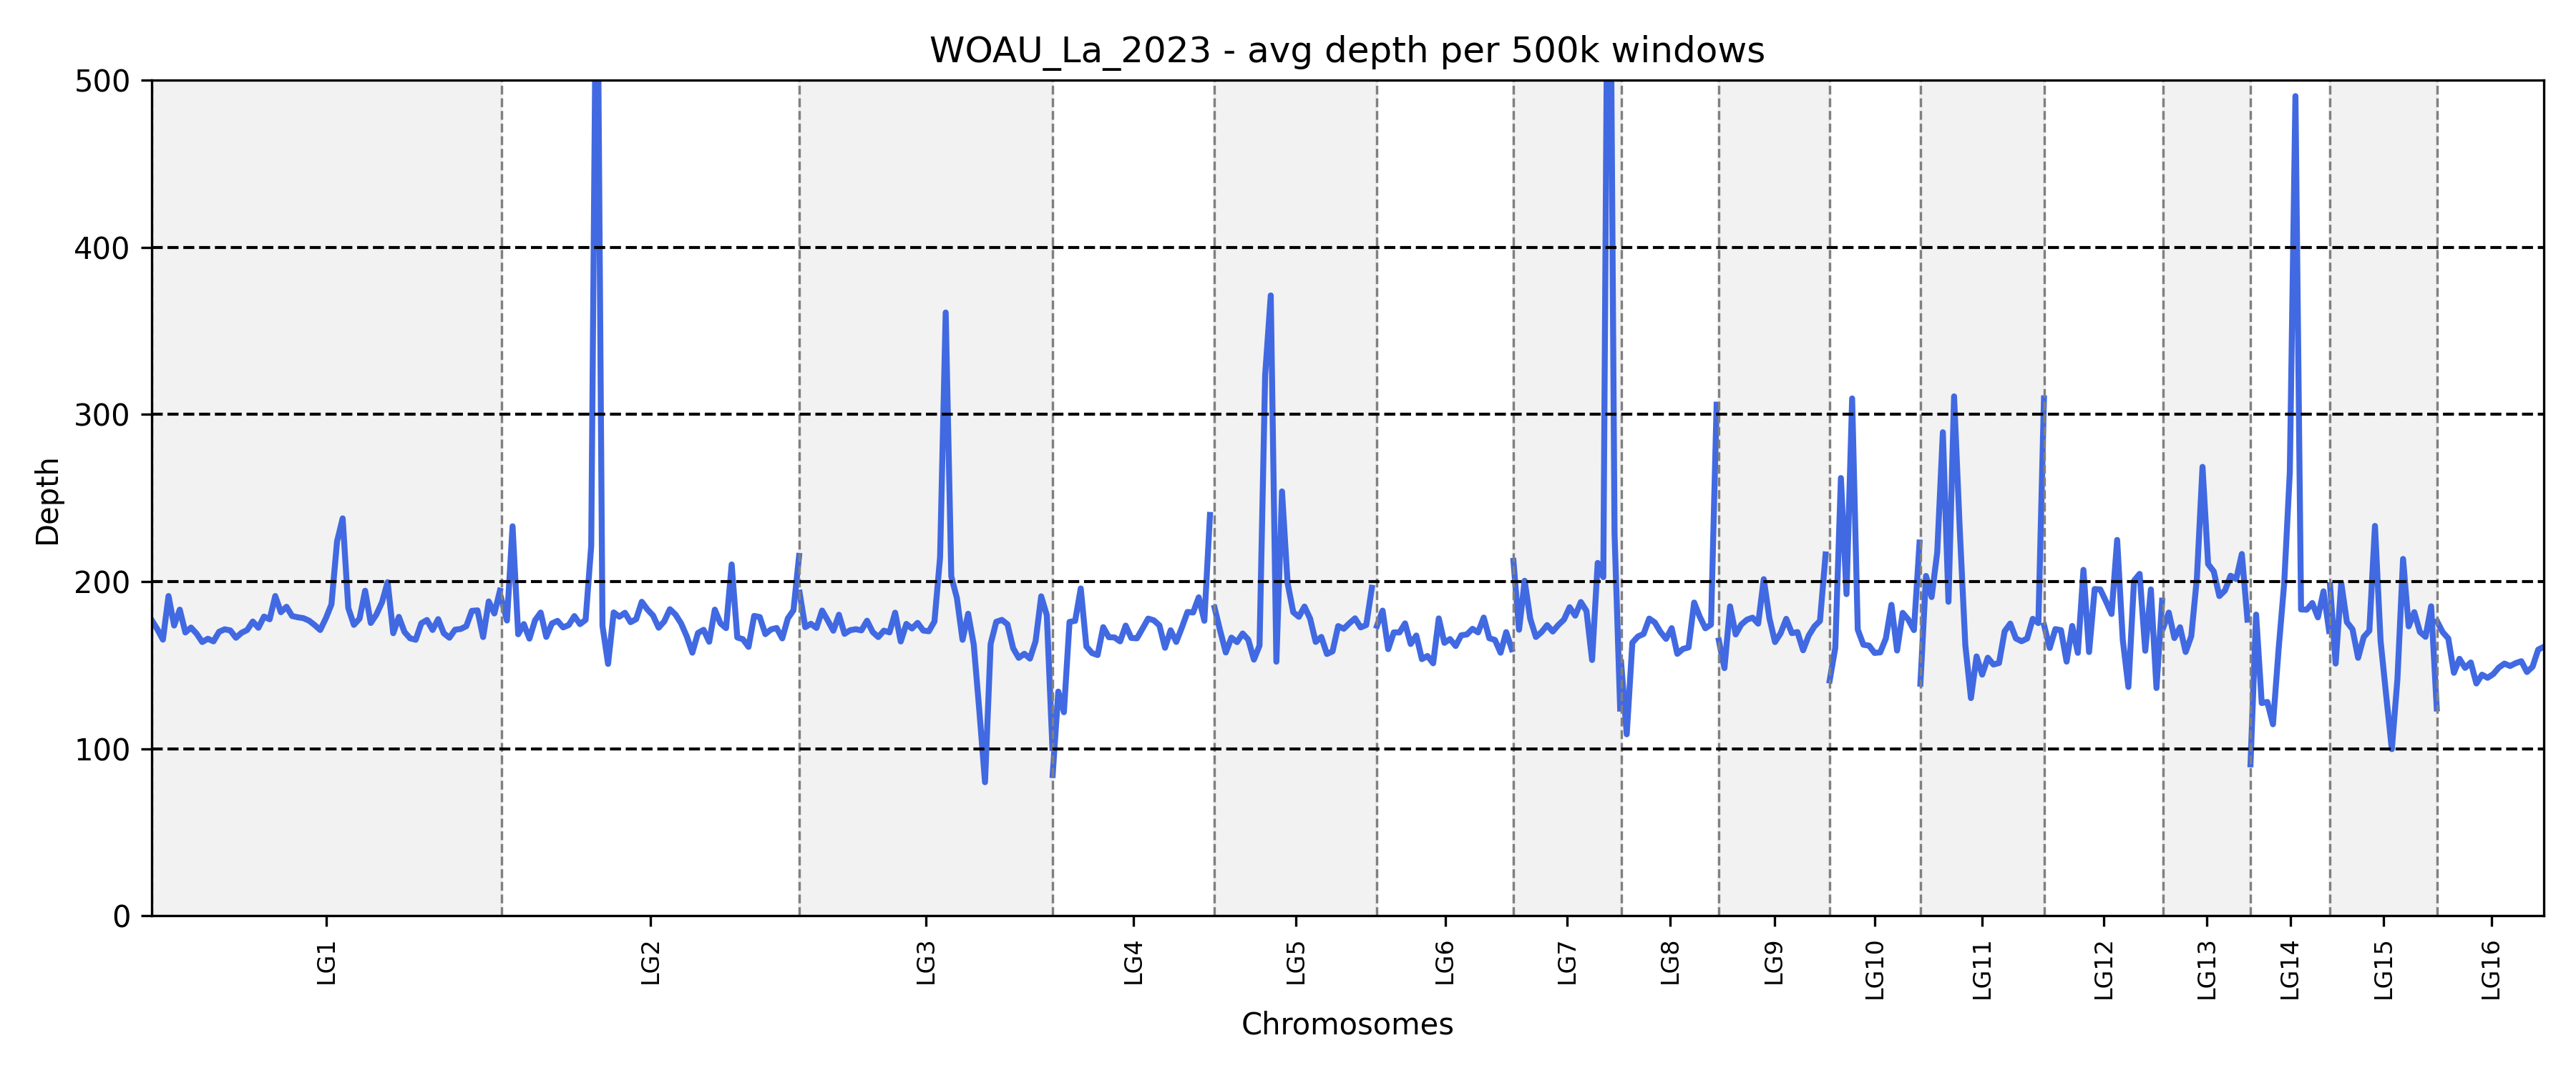 WOAU_La_2023 - avg depth per 500k windows
500
400
300
200
100
0
Depth
LG1
LG2
LG3
LG4
LG5
LG6
LG7
LG8
LG9
LG10
LG11
LG12
LG13
LG14
LG15
LG16
Chromosomes